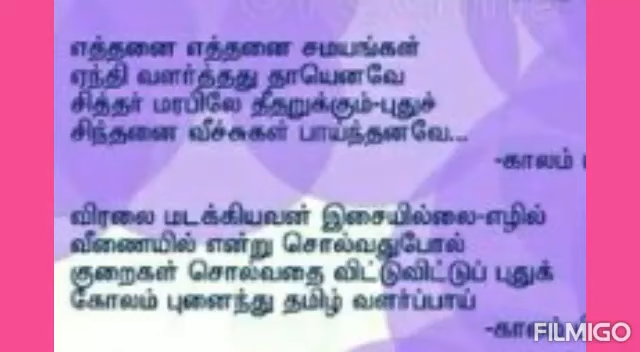 எத்தனை எத்தனை சமயங்கள்
ஏந்தி வளர்த்தது தாயெனவே
சித்தர் மரபிலே தீதறுக்கும்-புதுச்
சிந்தனை வீச்சுகள் பாய்ந்தனவே...
-காலம்
விரலை மடக்கியவன் இசையில்லை-எழில்
வீணையில் என்று சொல்வதுபோல்
குறைகள் சொல்வதை விட்டுவிட்டுப் புதுக்
கோலம் புனைந்து தமிழ் வளர்ப்பாய்
FILMIGO